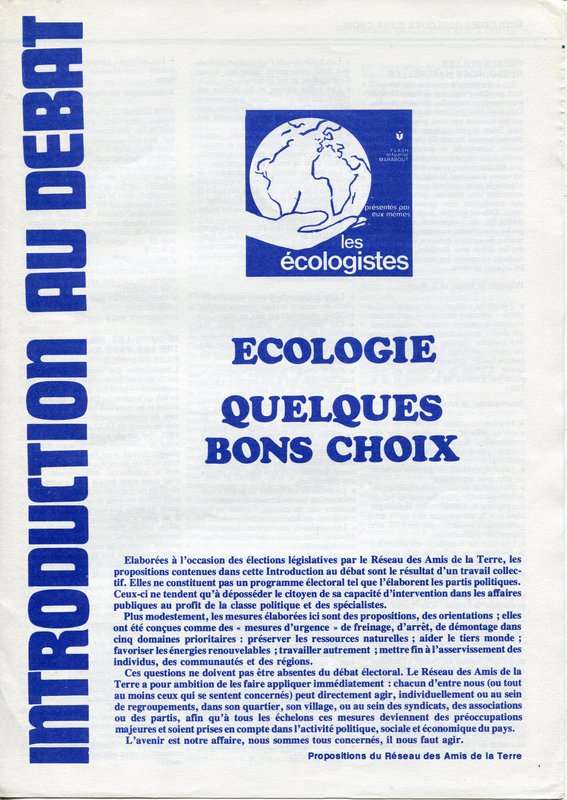 INTRODUCTION AU DEBAT
FLASH
actualité
MARABOUT
présentés par
eux mêmes
les
écologistes
ECOLOGIE
QUELQUES
BONS CHOIX
Elaborées à l'occasion des élections législatives par le Réseau des Amis de la Terre, les
propositions contenues dans cette Introduction au débat sont le résultat d'un travail collec-
tif. Elles ne constituent pas un programme électoral tel que l'élaborent les partis politiques.
Ceux-ci ne tendent qu'à déposséder le citoyen de sa capacité d'intervention dans les affaires
publiques au profit de la classe politique et des spécialistes.
Plus modestement, les mesures élaborées ici sont des propositions, des orientations ; elles
ont été conçues comme des « mesures d'urgence » de freinage, d'arrêt, de démontage dans
cinq domaines prioritaires : préserver les ressources naturelles ; aider le tiers monde ;
favoriser les énergies renouvelables ; travailler autrement ; mettre fin à l'asservissement des
individus, des communautés et des régions.
Ces questions ne doivent pas être absentes du débat électoral. Le Réseau des Amis de la
Terre a pour ambition de les faire appliquer immédiatement : chacun d'entre nous (ou tout
au moins ceux qui se sentent concernés) peut directement agir, individuellement ou au sein
de regroupements, dans son quartier, son village, ou au sein des syndicats, des associations
ou des partis, afin qu'à tous les échelons ces mesures deviennent des préoccupations
majeures et soient prises en compte dans l'activité politique, sociale et économique du pays.
L'avenir est notre affaire, nous sommes tous concernés, il nous faut agir.
Propositions du Réseau des Amis de la Terre